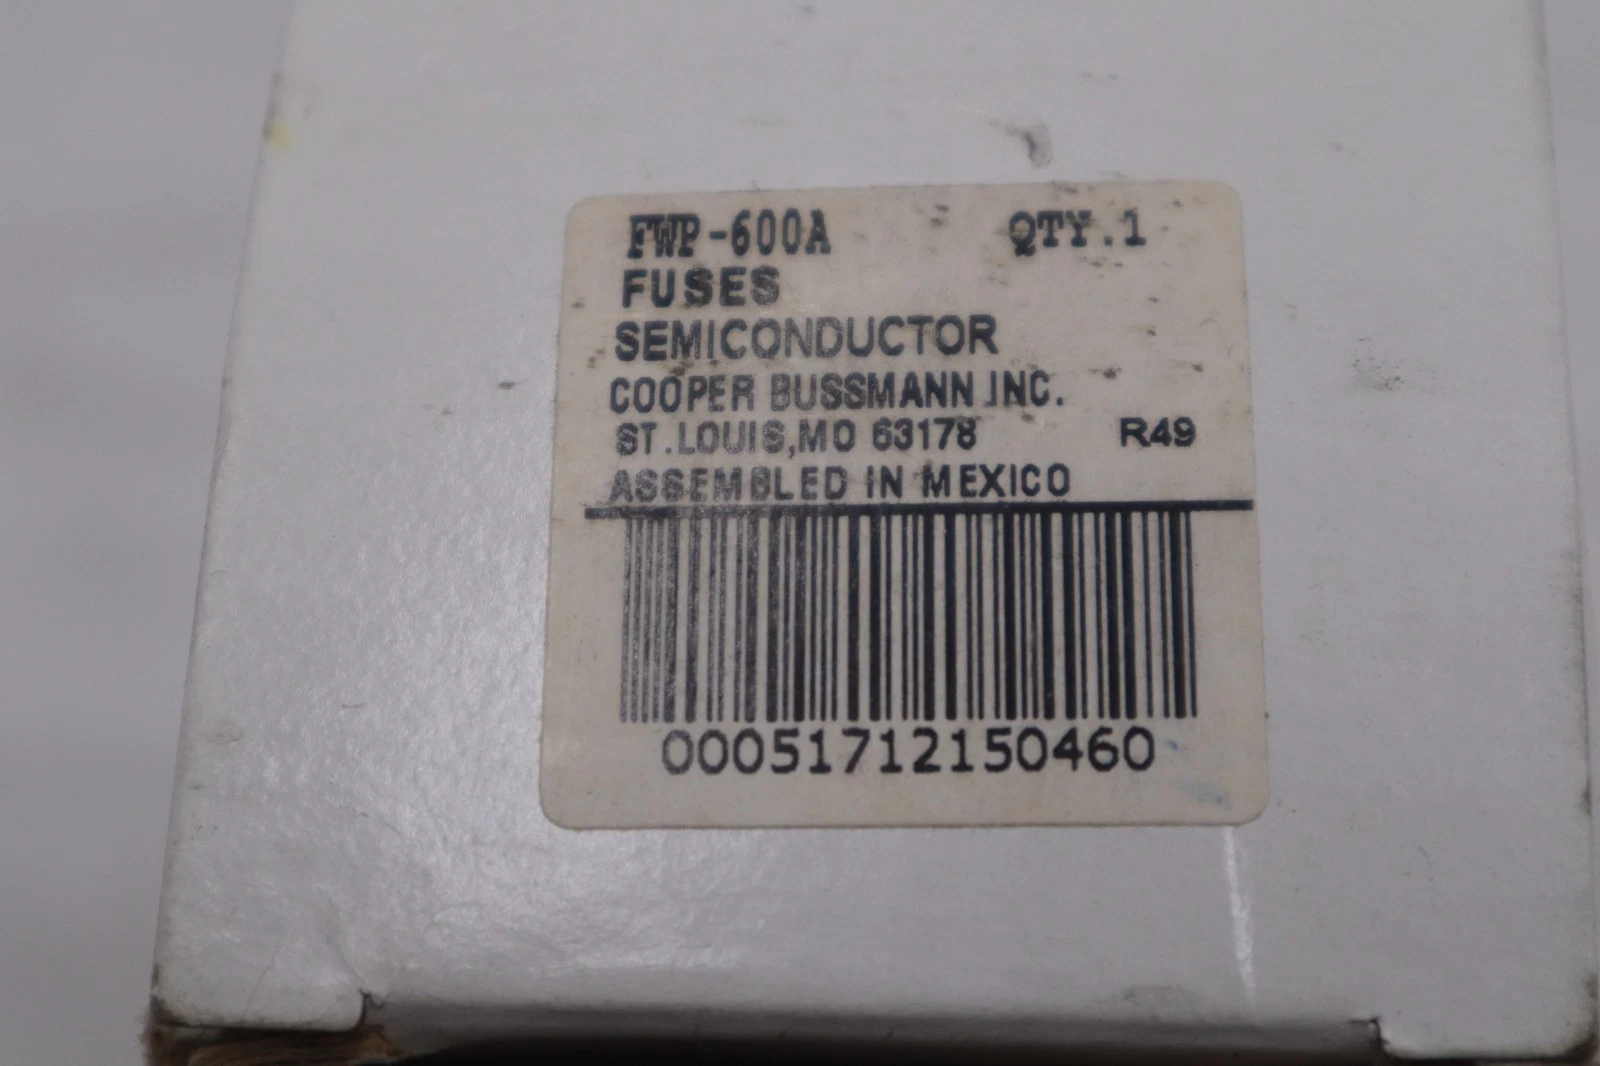 FWP-600A QTY.1
FUSES
SEMICONDUCTOR
COOPER BUSSMANN INC.
ST.LOUIS,MO 63178 R49
ASSEMBLED IN MEXICO
00051712150460